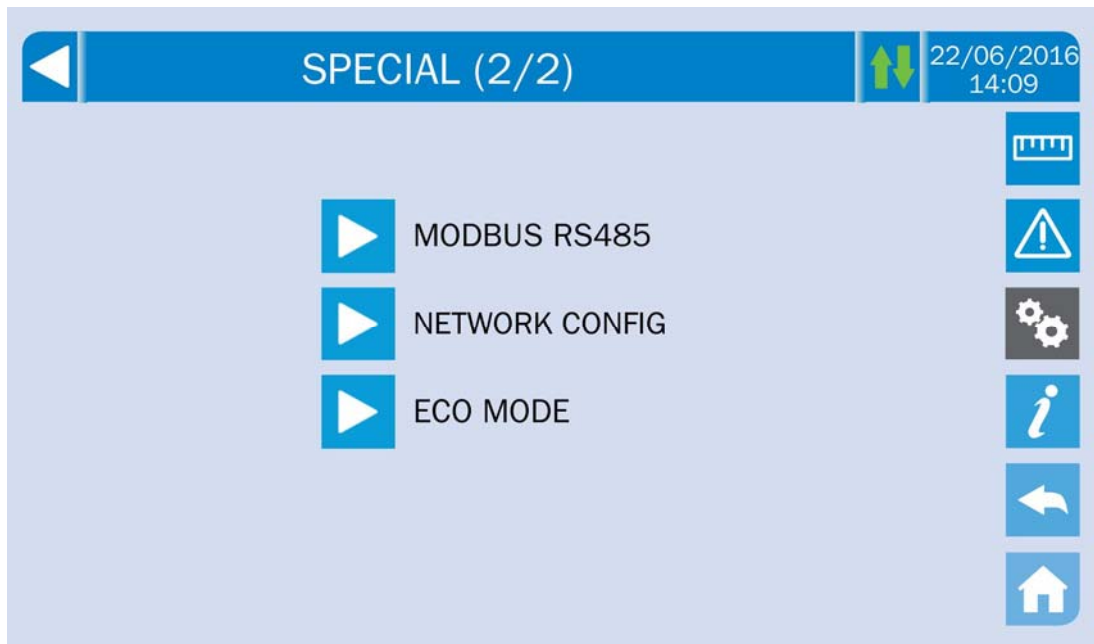 SPECIAL (2/2)
22/06/2016
14:09
MODBUS RS485
NETWORK CONFIG
ECO MODE